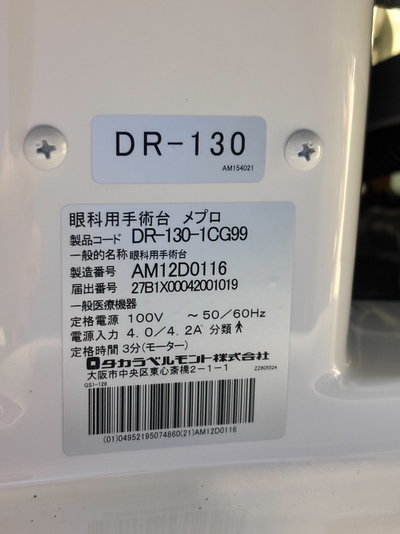 DR-130
AM154021
眼科用手術台 メプロ
製品コード DR-130-1CG99
一般的名称 眼科用手術台
製造番号 AM12D0116
届出番号 27B1X00042001019
一般医療機器
定格電源 100V ～50/60Hz
電源入力 4.0/4.2A 分類
定格時間 3分(モーター)
タカラベルモント株式会社
大阪市中央区東心斎橋2-1-1
ZZ803324
GS1-128
(01)04952195074860(21)AM12D0116